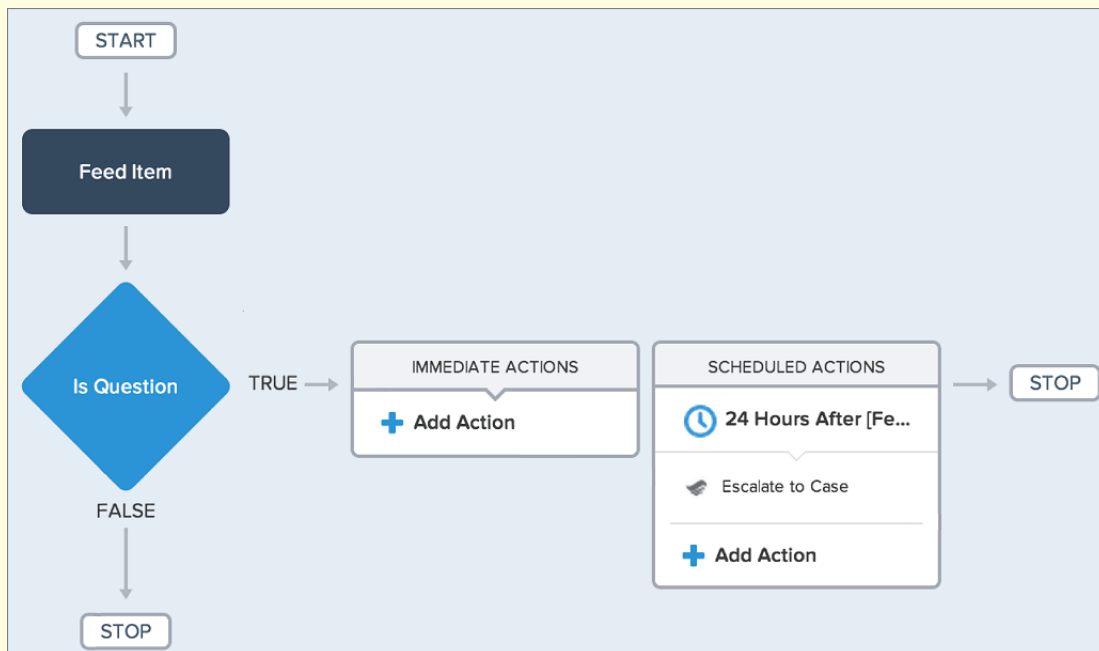 START
Feed Item
Is Question
TRUE
IMMEDIATE ACTIONS
Add Action
SCHEDULED ACTIONS
24 Hours After [Fe...
Escalate to Case
Add Action
STOP
FALSE
STOP